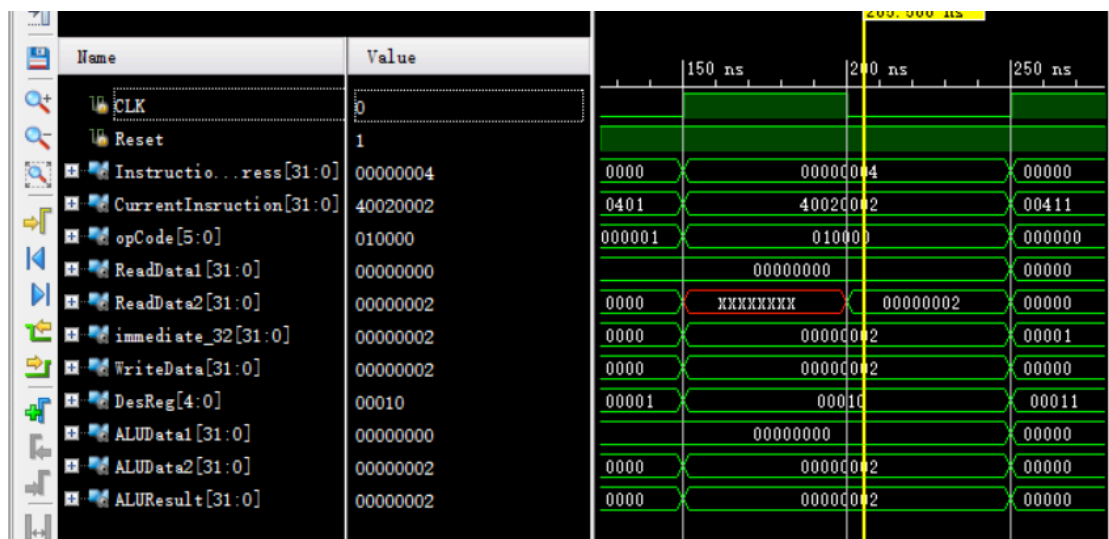 205.500 ns
Name Value 150 ns 200 ns 250 ns
CLK 0
Reset 1
Instructio...ress[31:0] 00000004 0000 00000004 00000
CurrentInsruction[31:0] 40020002 0401 40020002 00411
opCode[5:0] 010000 000001 010000 000000
ReadData1[31:0] 00000000 00000000 00000
ReadData2[31:0] 00000002 0000 XXXXXXXX 00000002 00000
immediate_32[31:0] 00000002 0000 00000002 00001
WriteData[31:0] 00000002 0000 00000002 00000
DesReg[4:0] 00010 00001 00010 00011
ALUData1[31:0] 00000000 00000000 00000
ALUData2[31:0] 00000002 0000 00000002 00000
ALUResult[31:0] 00000002 0000 00000002 00000